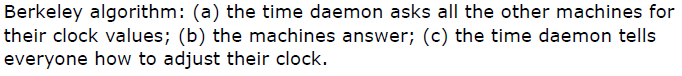 Berkeley algorithm: (a) the time daemon asks all the other machines for
their clock values; (b) the machines answer; (c) the time daemon tells
everyone how to adjust their clock.